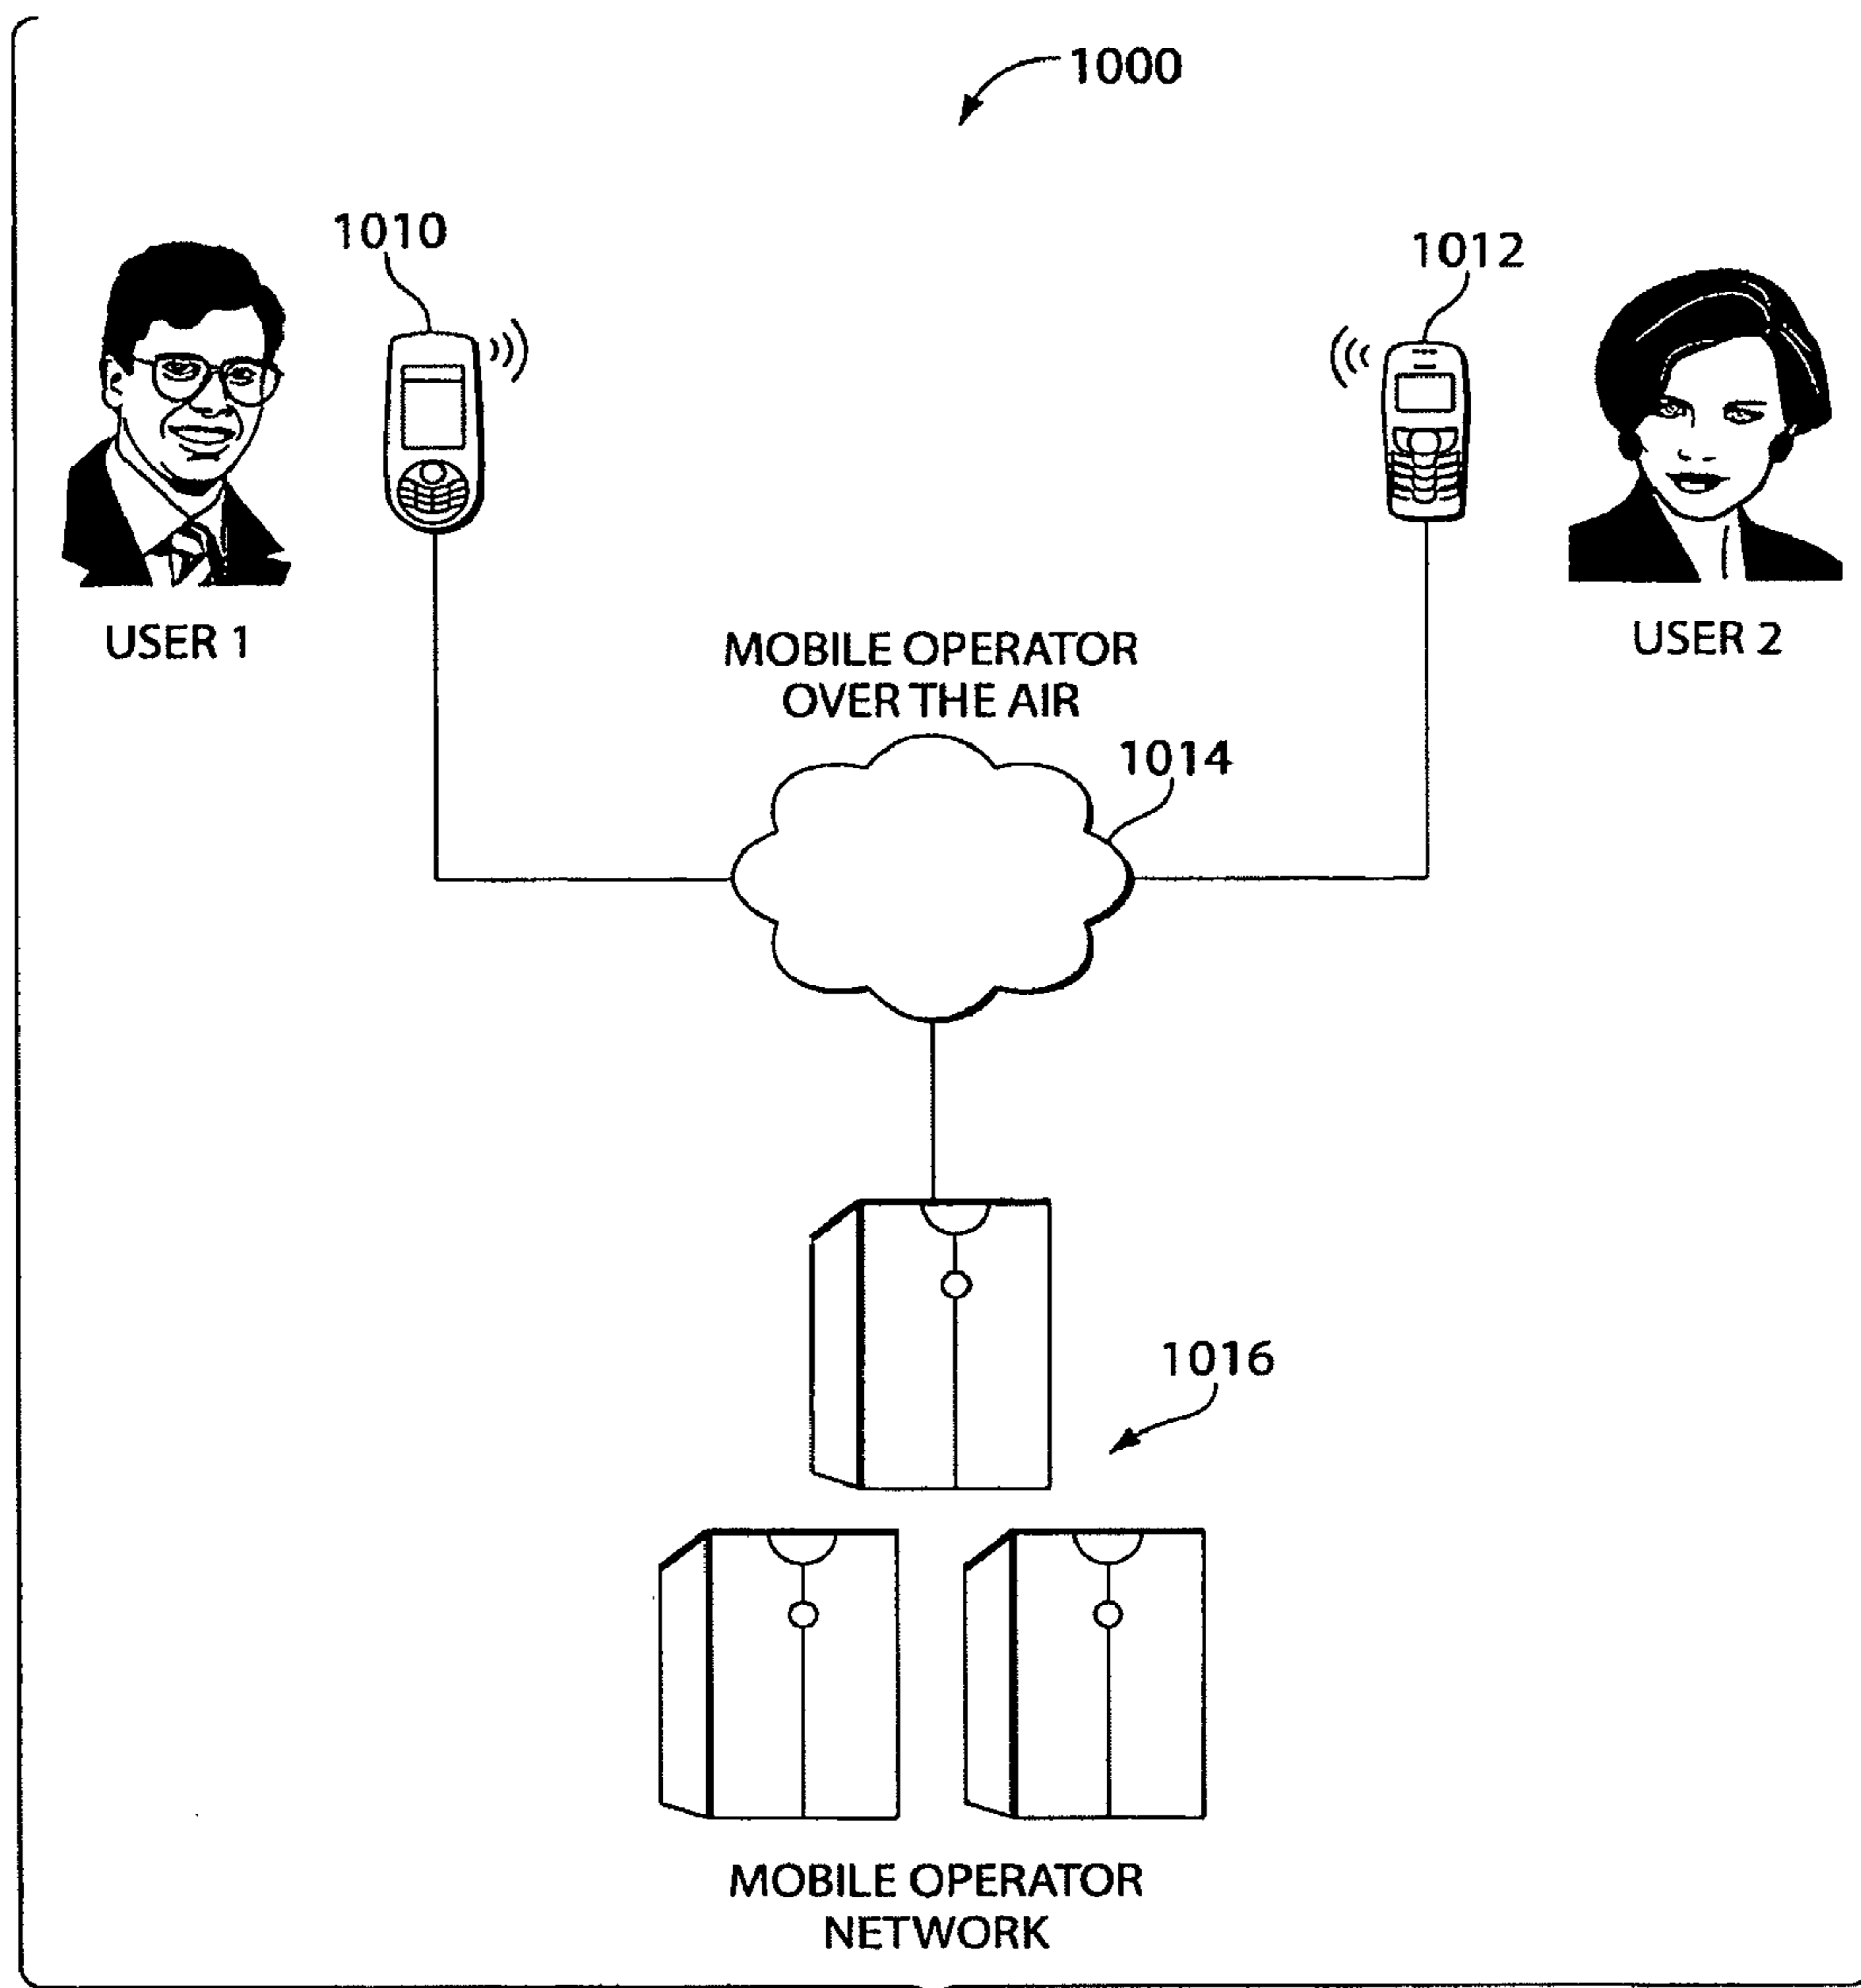 1000
1010
1012
USER 1
USER 2
MOBILE OPERATOR
OVER THE AIR
1014
1016
MOBILE OPERATOR
NETWORK